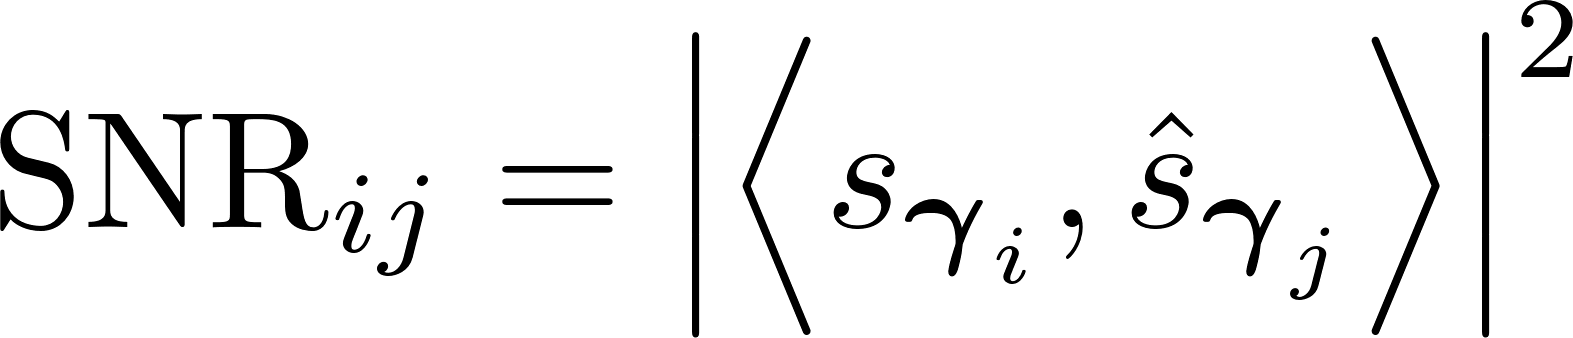 SNR_{ij} = |⟨s_{𝜸_i}, ŝ_{𝜸_j}⟩|^2